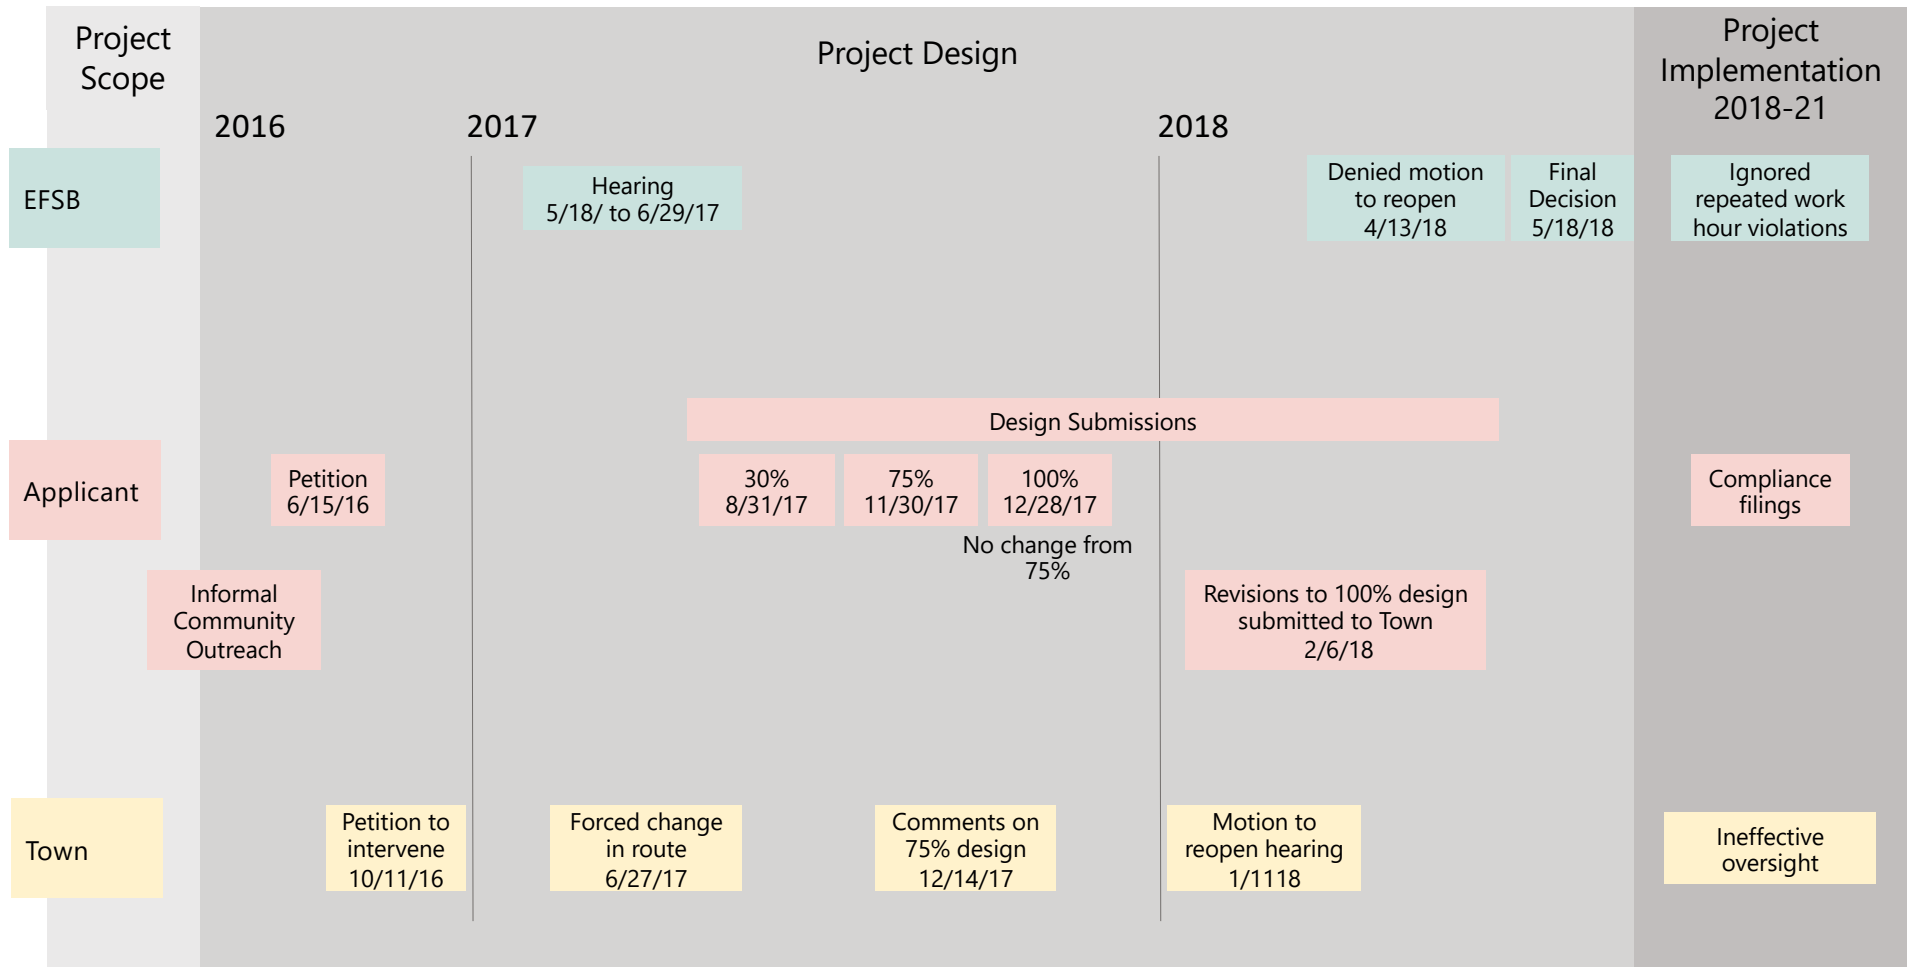 Project
Scope
Project Design
Project
Implementation
2018-21
2016
2017
2018
EFSB
Hearing
5/18/ to 6/29/17
Denied motion
to reopen
4/13/18
Final
Decision
5/18/18
Ignored
repeated work
hour violations
Design Submissions
Applicant
Petition
6/15/16
30%
8/31/17
75%
11/30/17
100%
12/28/17
Compliance
filings
No change from
75%
Informal
Community
Outreach
Revisions to 100% design
submitted to Town
2/6/18
Town
Petition to
intervene
10/11/16
Forced change
in route
6/27/17
Comments on
75% design
12/14/17
Motion to
reopen hearing
1/1118
Ineffective
oversight